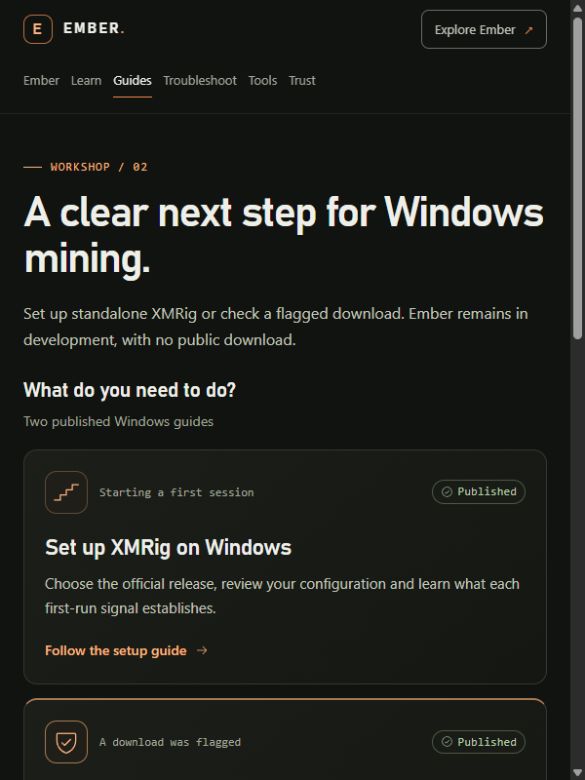 E EMBER.
Explore Ember ↗
Ember Learn Guides Troubleshoot Tools Trust
WORKSHOP / 02
A clear next step for Windows
mining.
Set up standalone XMRig or check a flagged download. Ember remains in
development, with no public download.
What do you need to do?
Two published Windows guides
Starting a first session
Published
Set up XMRig on Windows
Choose the official release, review your configuration and learn what each
first-run signal establishes.
Follow the setup guide →
A download was flagged
Published